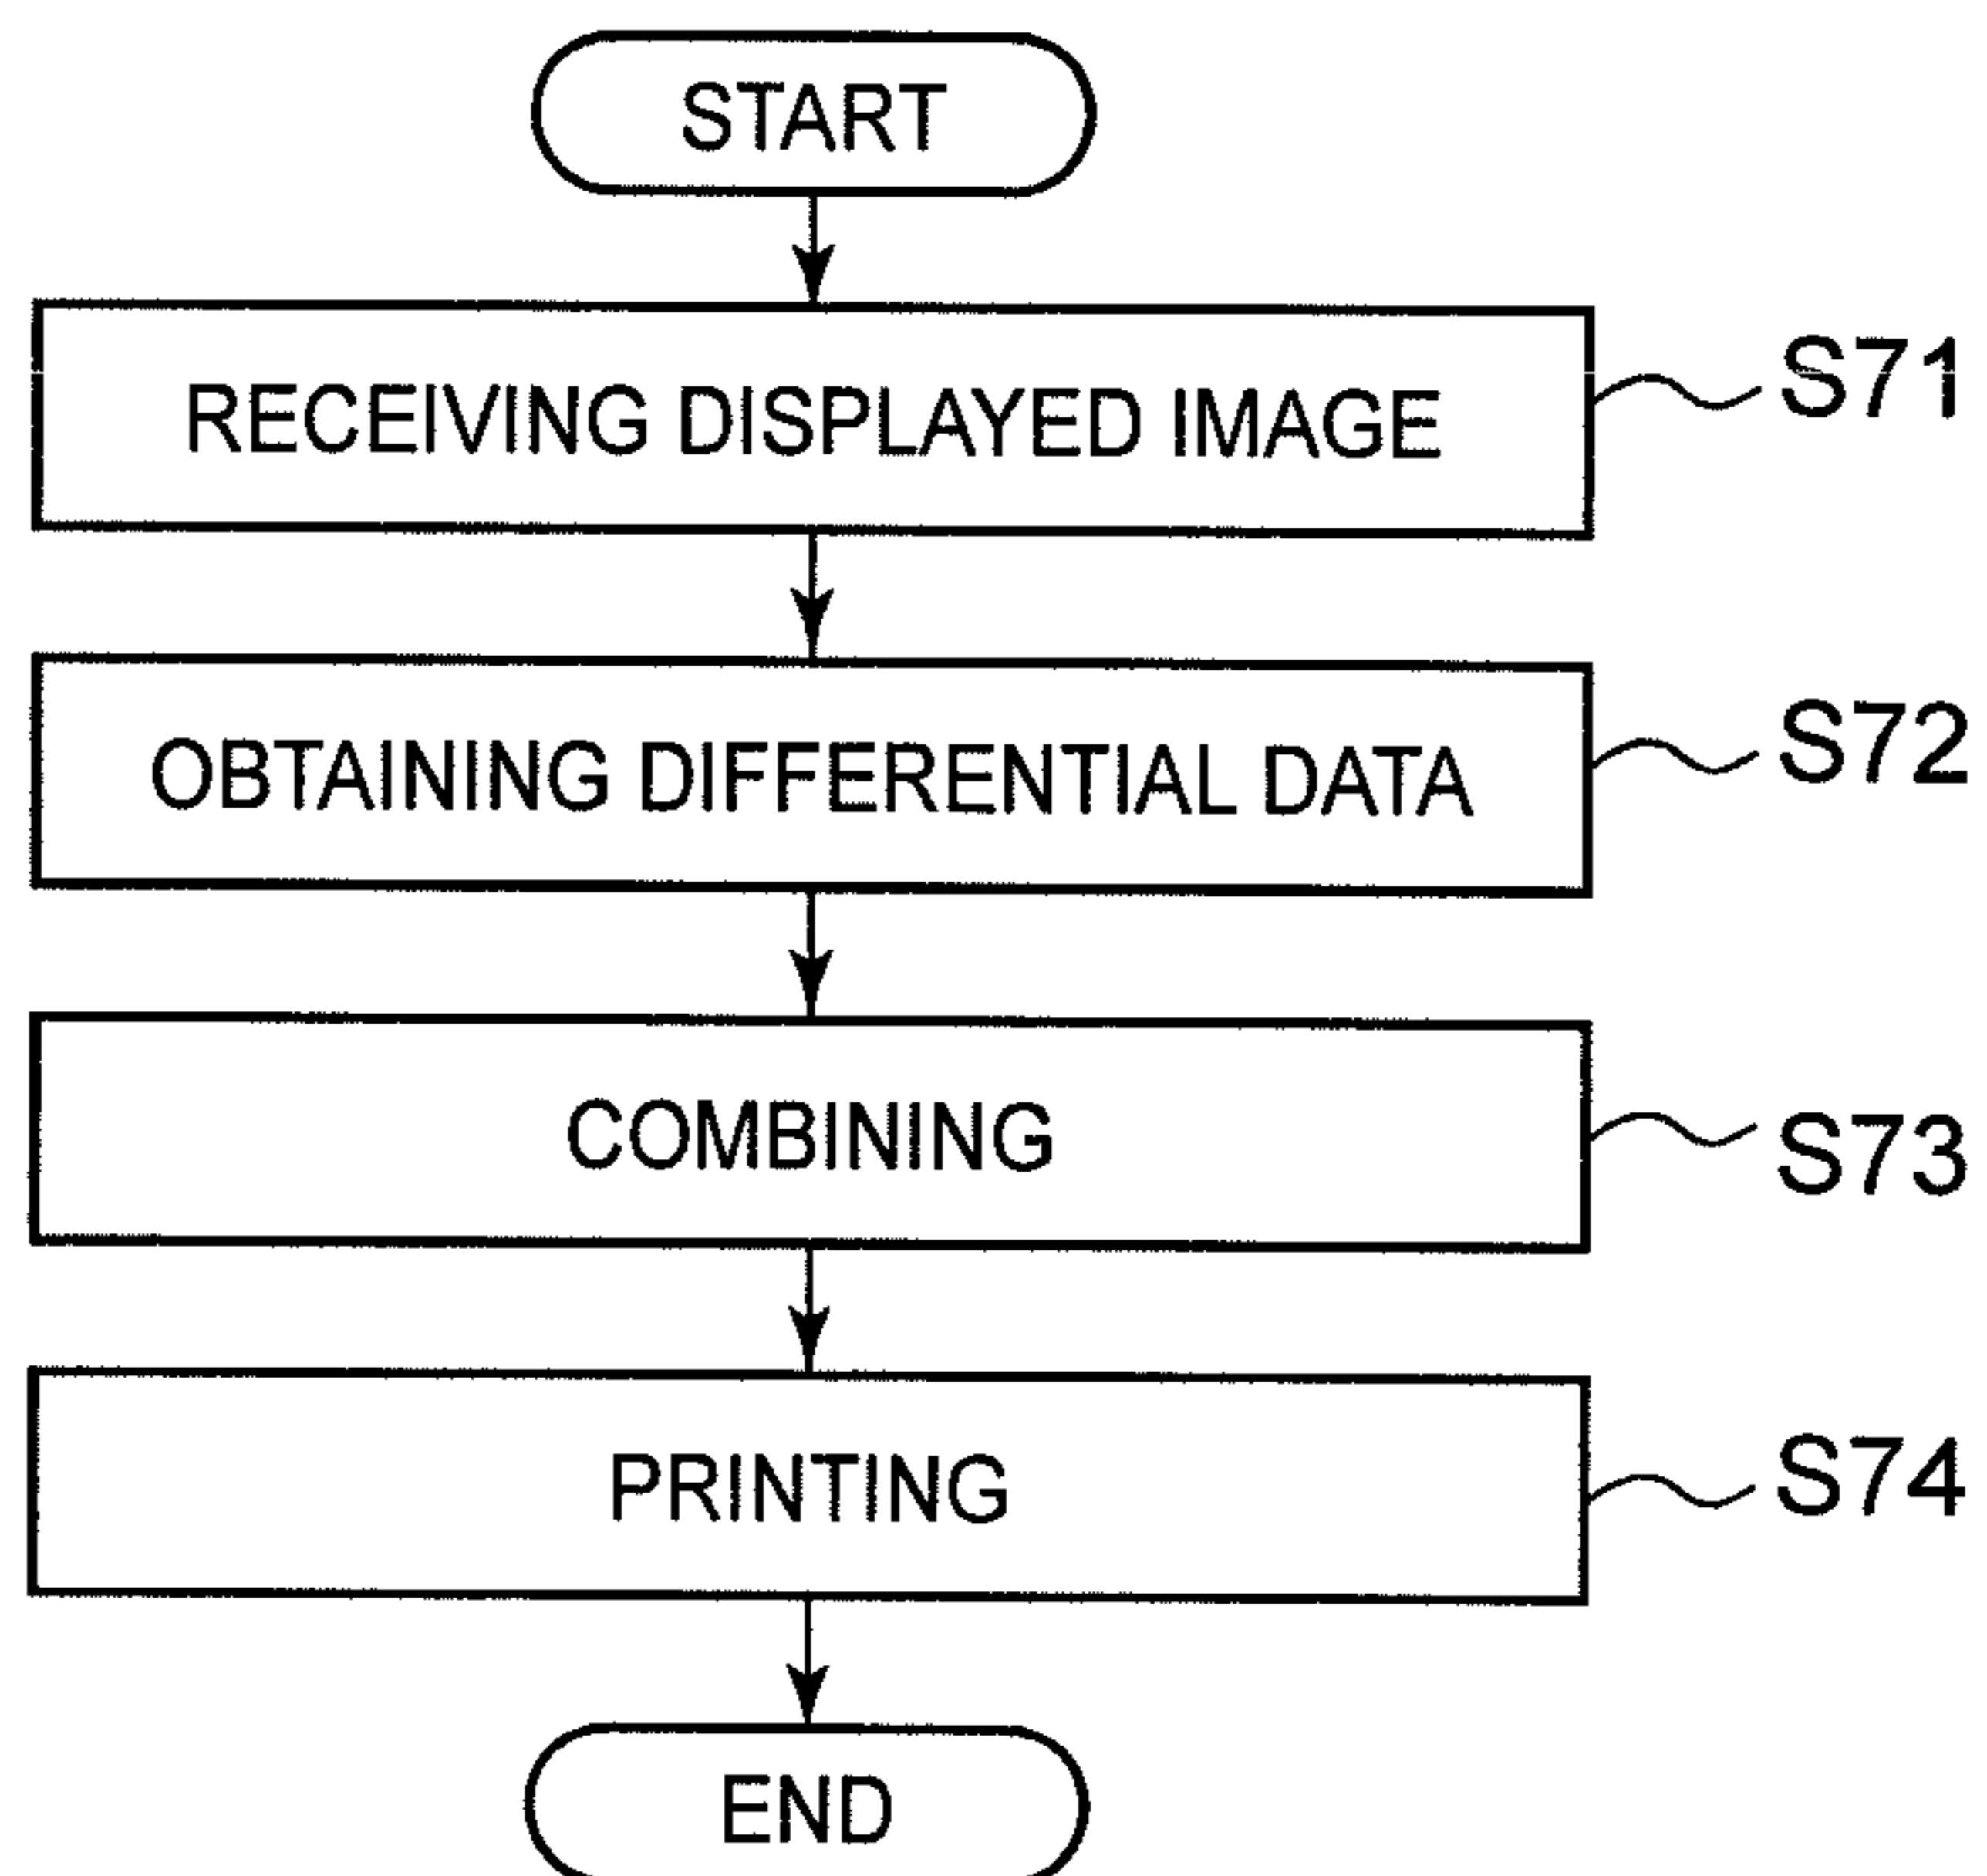 START
RECEIVING DISPLAYED IMAGE
S71
OBTAINING DIFFERENTIAL DATA
S72
COMBINING
S73
PRINTING
S74
END